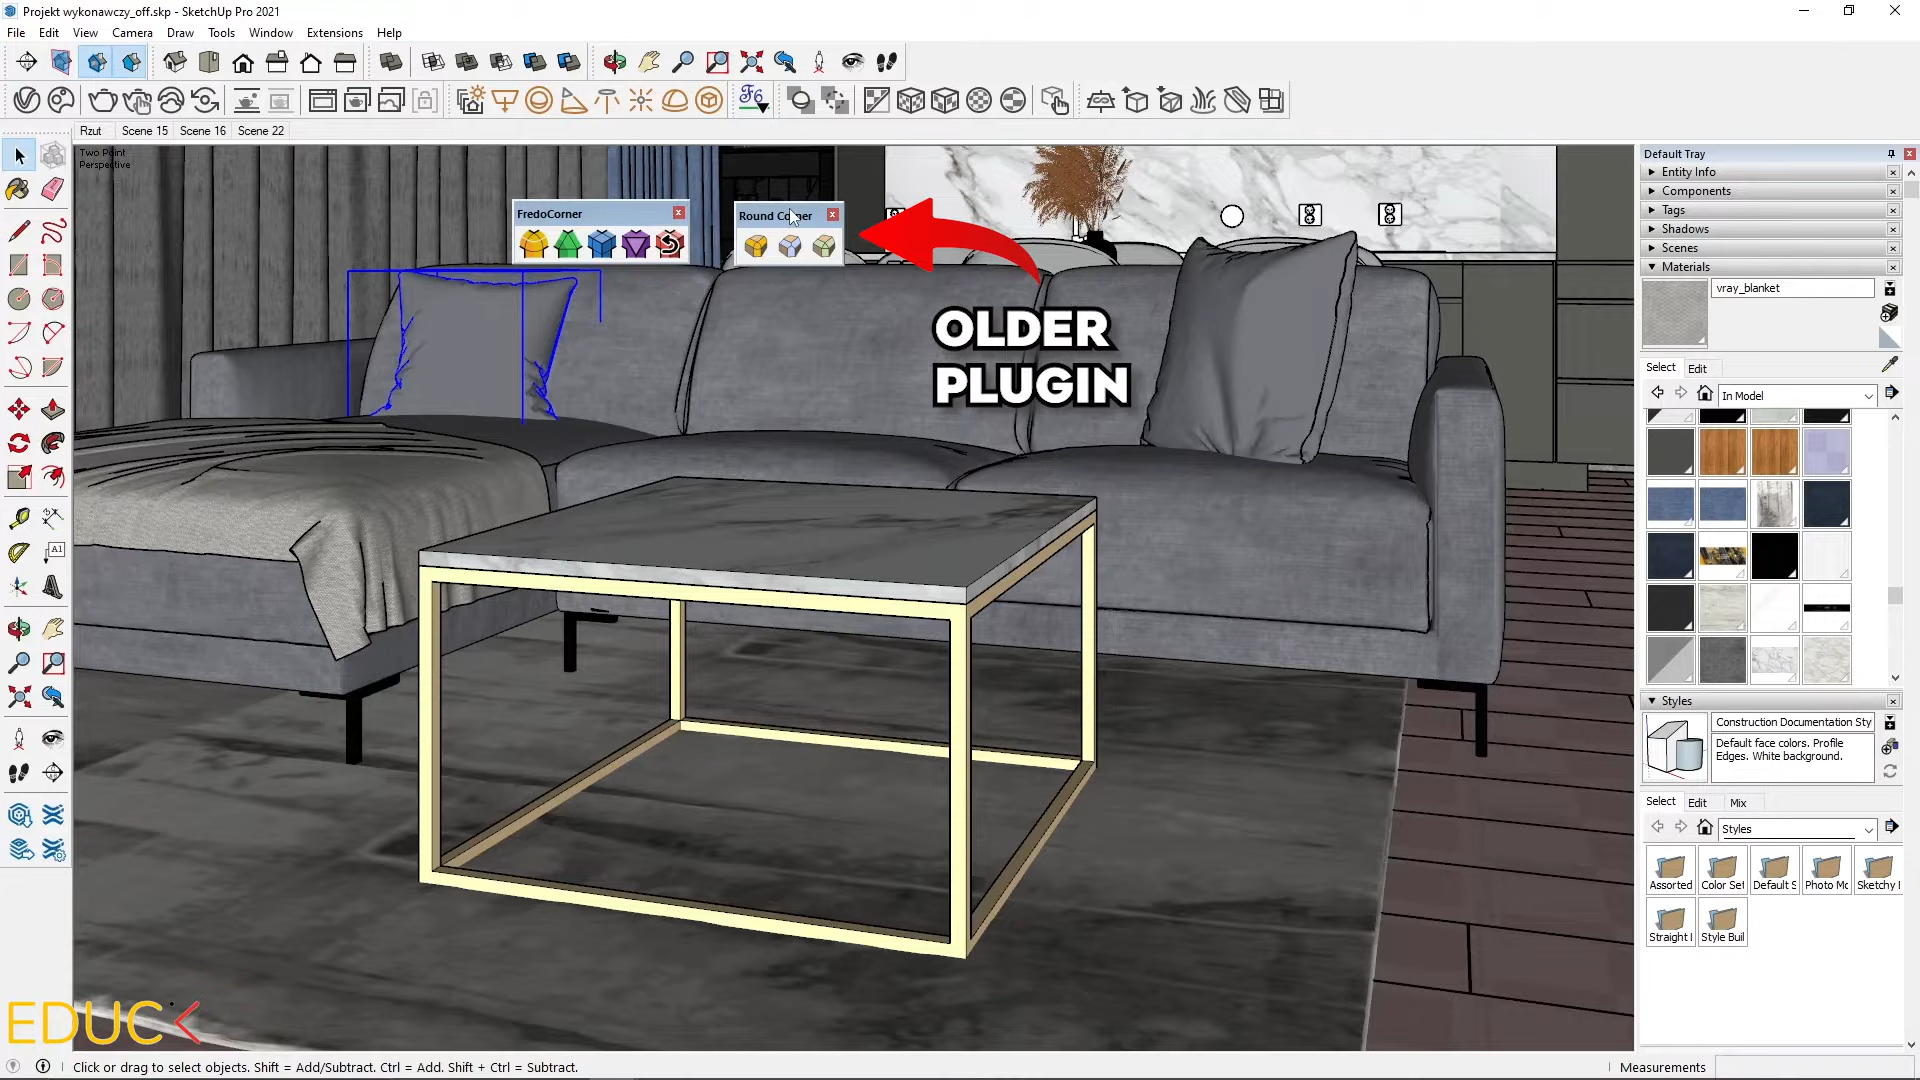 Projekt wykonawczy_off.skp - SketchUp Pro 2021
File Edit View Camera Draw Tools Window Extensions Help
Rzut Scene 15 Scene 16 Scene 22
Two Point
Perspective
FredoCorner
Round Corner
OLDER
PLUGIN
A1
Default Tray
Entity Info
Components
Tags
Shadows
Scenes
Materials
vray_blanket
Select Edit
In Model
Styles
Construction Documentation Sty
Default face colors. Profile
Edges. White background.
Select Edit Mix
Styles
Assorted Color Set Default S Photo Mo Sketchy I
Straight l Style Buil
EDUC
Click or drag to select objects. Shift = Add/Subtract. Ctrl = Add. Shift + Ctrl = Subtract.
Measurements